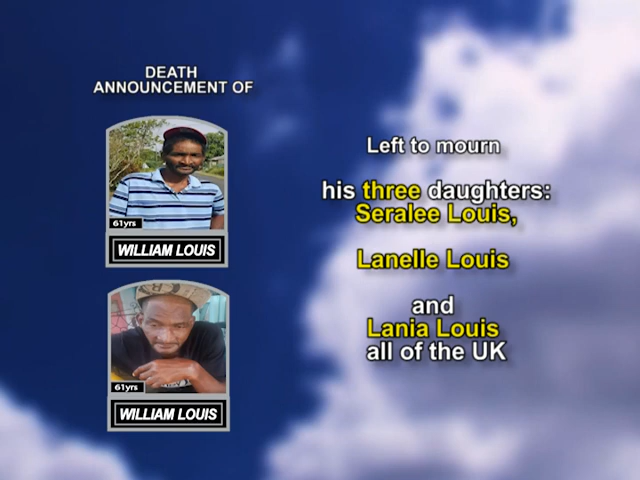 DEATH
ANNOUNCEMENT OF
61yrs
WILLIAM LOUIS
61yrs
WILLIAM LOUIS
Left to mourn
his three daughters:
Seralee Louis,
Lanelle Louis
and
Lania Louis
all of the UK